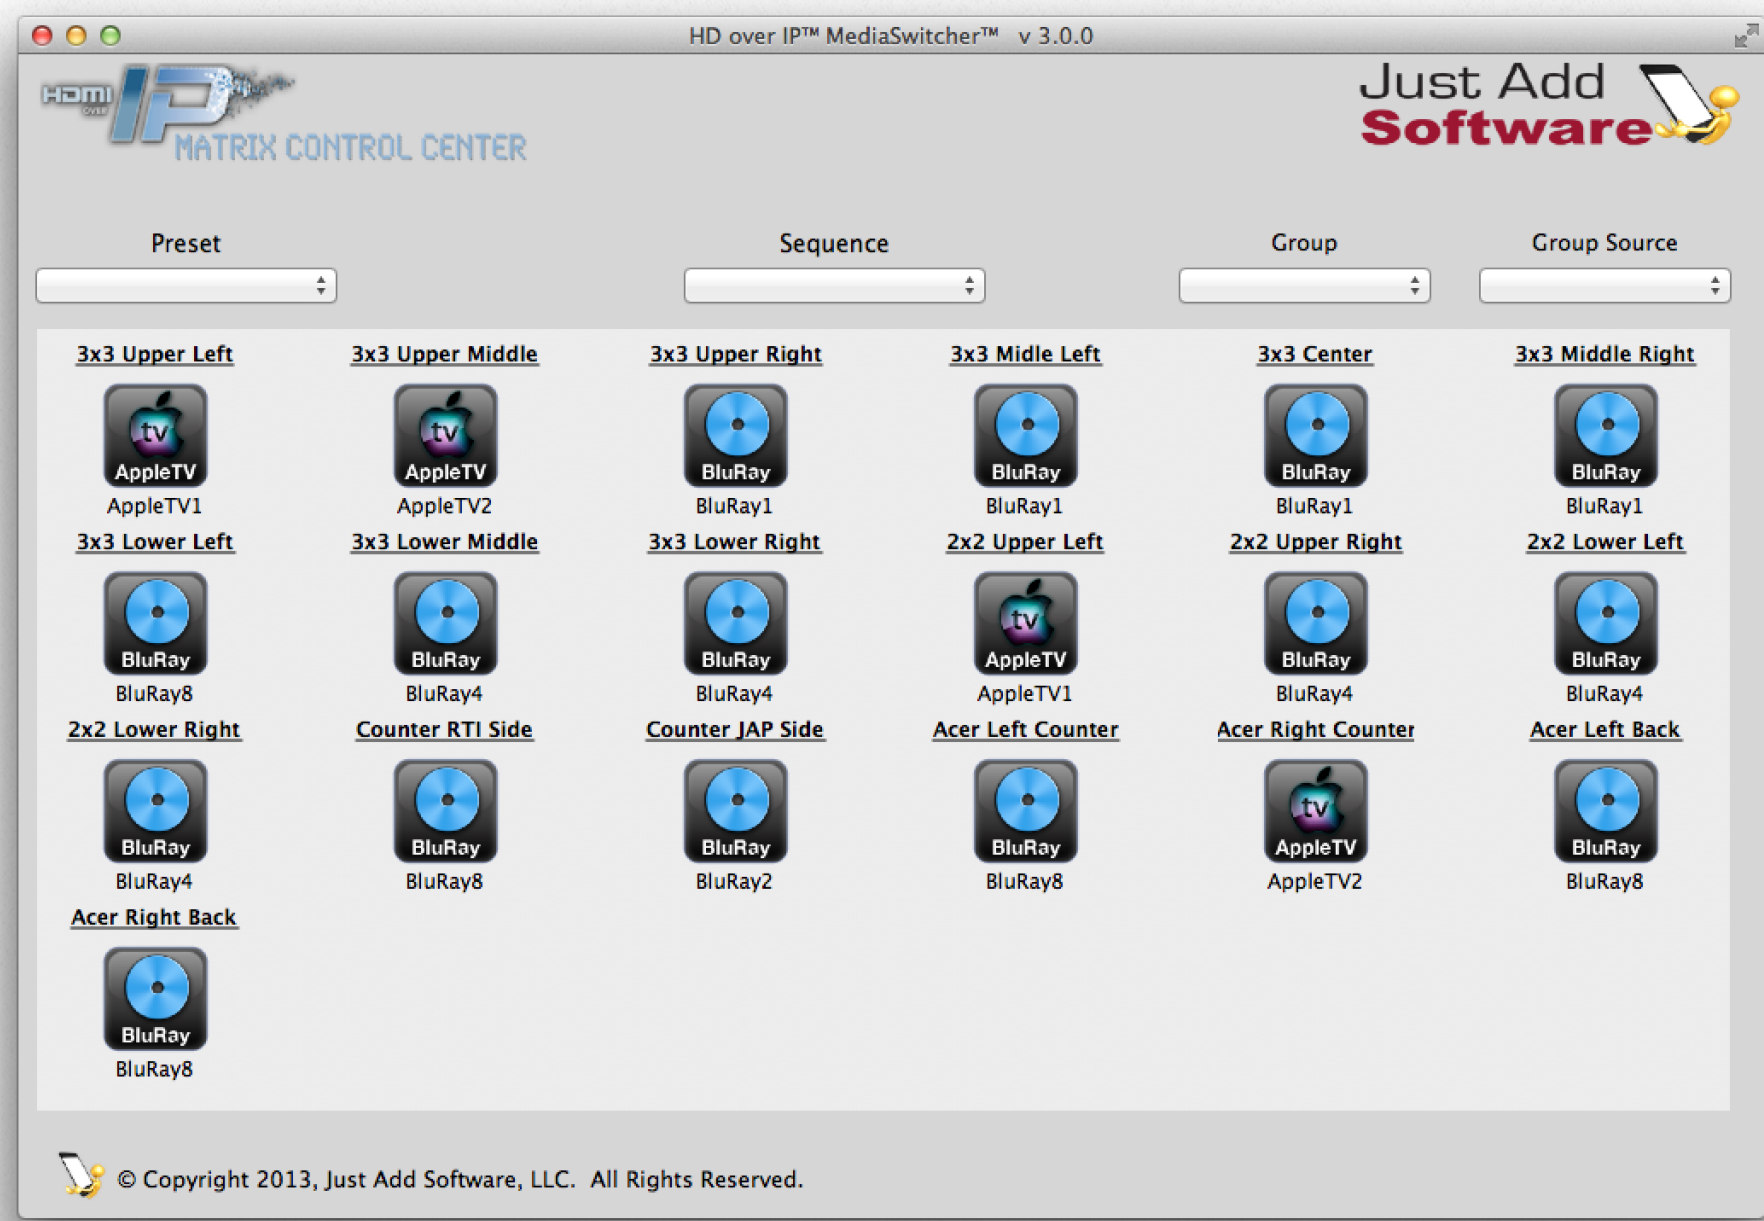 HD over IP™ MediaSwitcher™ v 3.0.0
HDMI OVER IP
MATRIX CONTROL CENTER
Just Add
Software
Preset Sequence Group Group Source
3x3 Upper Left 3x3 Upper Middle 3x3 Upper Right 3x3 Midle Left 3x3 Center 3x3 Middle Right
tv tv
AppleTV AppleTV BluRay BluRay BluRay BluRay
AppleTV1 AppleTV2 BluRay1 BluRay1 BluRay1 BluRay1
3x3 Lower Left 3x3 Lower Middle 3x3 Lower Right 2x2 Upper Left 2x2 Upper Right 2x2 Lower Left
tv
BluRay BluRay BluRay AppleTV BluRay BluRay
BluRay8 BluRay4 BluRay4 AppleTV1 BluRay4 BluRay4
2x2 Lower Right Counter RTI Side Counter JAP Side Acer Left Counter Acer Right Counter Acer Left Back
tv
BluRay BluRay BluRay BluRay AppleTV BluRay
BluRay4 BluRay8 BluRay2 BluRay8 AppleTV2 BluRay8
Acer Right Back
BluRay
BluRay8
© Copyright 2013, Just Add Software, LLC. All Rights Reserved.